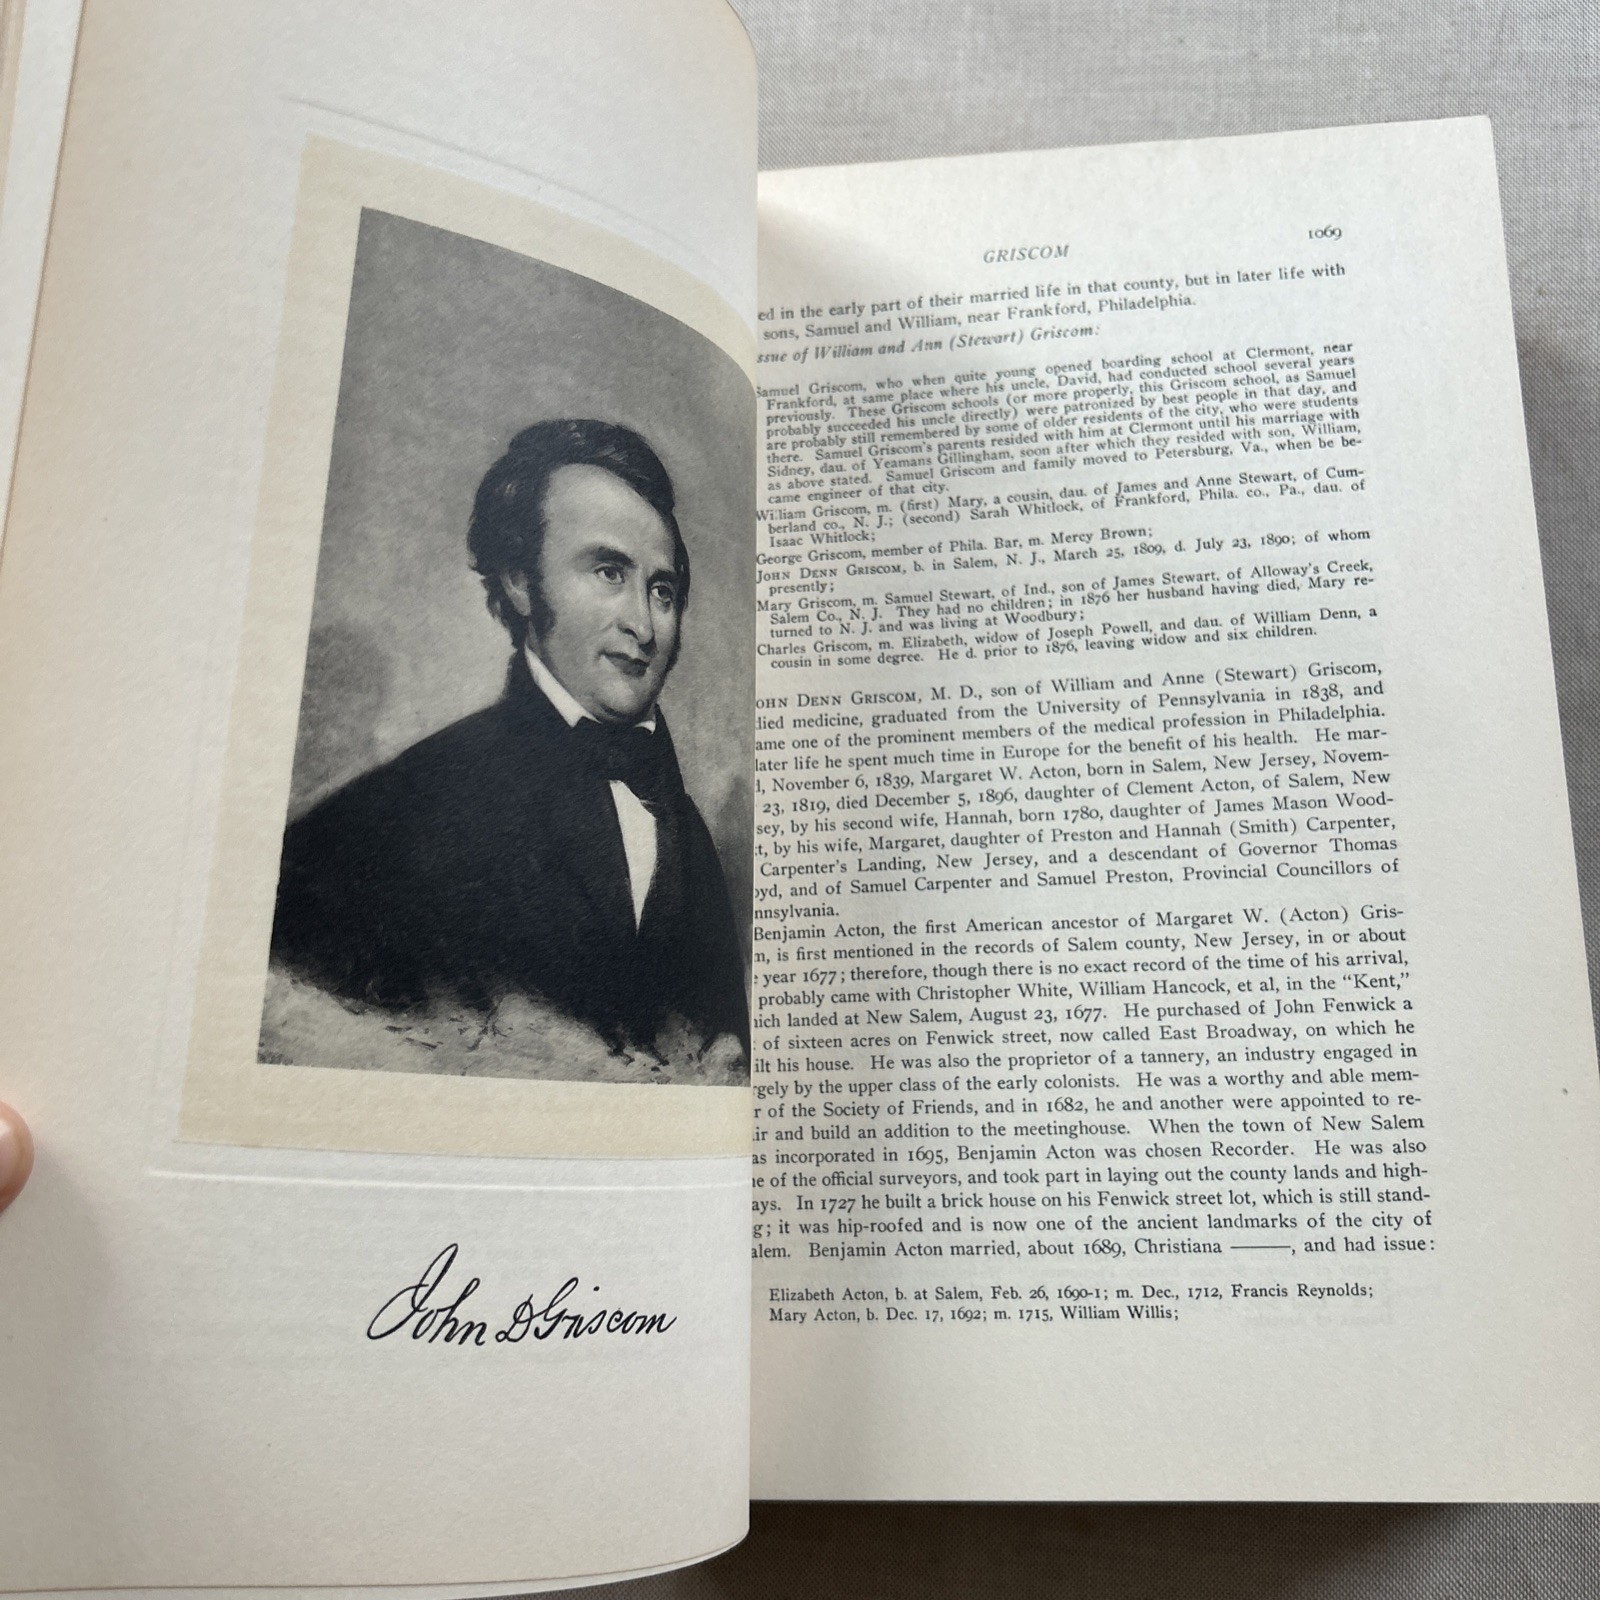 John D Griscom
GRISCOM
1069
ed in the early part of their married life in that county, but in later life with
sons, Samuel and William, near Frankford, Philadelphia.
ssue of William and Ann (Stewart) Griscom:
Samuel Griscom, who when quite young opened boarding school at Clermont, near
Frankford, at same place where his uncle, David, had conducted school several years
previously. These Griscom schools (or more properly, this Griscom school, as Samuel
probably succeeded his uncle directly) were patronized by best people in that day, and
are probably still remembered by some of older residents of the city, who were students
there. Samuel Griscom's parents resided with him at Clermont until his marriage with
Sidney, dau. of Yeamans Gillingham, soon after which they resided with son, William,
as above stated. Samuel Griscom and family moved to Petersburg, Va., when be be-
came engineer of that city.
William Griscom, m. (first) Mary, a cousin, dau. of James and Anne Stewart, of Cum-
berland co., N. J.; (second) Sarah Whitlock, of Frankford, Phila. co., Pa., dau. of
Isaac Whitlock;
George Griscom, member of Phila. Bar, m. Mercy Brown;
JOHN DENN GRISCOM, b. in Salem, N. J., March 25, 1809, d. July 23, 1890; of whom
presently;
Mary Griscom, m. Samuel Stewart, of Ind., son of James Stewart, of Alloway's Creek,
Salem Co., N. J. They had no children; in 1876 her husband having died, Mary re-
turned to N. J. and was living at Woodbury;
Charles Griscom, m. Elizabeth, widow of Joseph Powell, and dau. of William Denn, a
cousin in some degree. He d. prior to 1876, leaving widow and six children.
OHN DENN GRISCOM, M. D., son of William and Anne (Stewart) Griscom,
died medicine, graduated from the University of Pennsylvania in 1838, and
ame one of the prominent members of the medical profession in Philadelphia.
later life he spent much time in Europe for the benefit of his health. He mar-
d, November 6, 1839, Margaret W. Acton, born in Salem, New Jersey, Novem-
23, 1819, died December 5, 1896, daughter of Clement Acton, of Salem, New
sey, by his second wife, Hannah, born 1780, daughter of James Mason Wood-
t, by his wife, Margaret, daughter of Preston and Hannah (Smith) Carpenter,
Carpenter's Landing, New Jersey, and a descendant of Governor Thomas
oyd, and of Samuel Carpenter and Samuel Preston, Provincial Councillors of
nnsylvania.
Benjamin Acton, the first American ancestor of Margaret W. (Acton) Gris-
m, is first mentioned in the records of Salem county, New Jersey, in or about
e year 1677; therefore, though there is no exact record of the time of his arrival,
probably came with Christopher White, William Hancock, et al, in the "Kent,"
hich landed at New Salem, August 23, 1677. He purchased of John Fenwick a
: of sixteen acres on Fenwick street, now called East Broadway, on which he
ilt his house. He was also the proprietor of a tannery, an industry engaged in
rgely by the upper class of the early colonists. He was a worthy and able mem-
r of the Society of Friends, and in 1682, he and another were appointed to re-
ir and build an addition to the meetinghouse. When the town of New Salem
as incorporated in 1695, Benjamin Acton was chosen Recorder. He was also
ne of the official surveyors, and took part in laying out the county lands and high-
ays. In 1727 he built a brick house on his Fenwick street lot, which is still stand-
g; it was hip-roofed and is now one of the ancient landmarks of the city of
alem. Benjamin Acton married, about 1689, Christiana ———, and had issue:
Elizabeth Acton, b. at Salem, Feb. 26, 1690-1; m. Dec., 1712, Francis Reynolds;
Mary Acton, b. Dec. 17, 1692; m. 1715, William Willis;